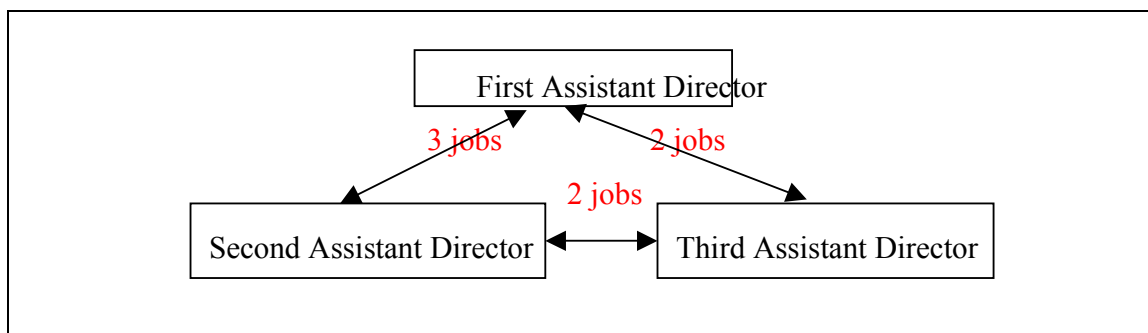 First Assistant Director
3 jobs
2 jobs
2 jobs
Second Assistant Director
Third Assistant Director